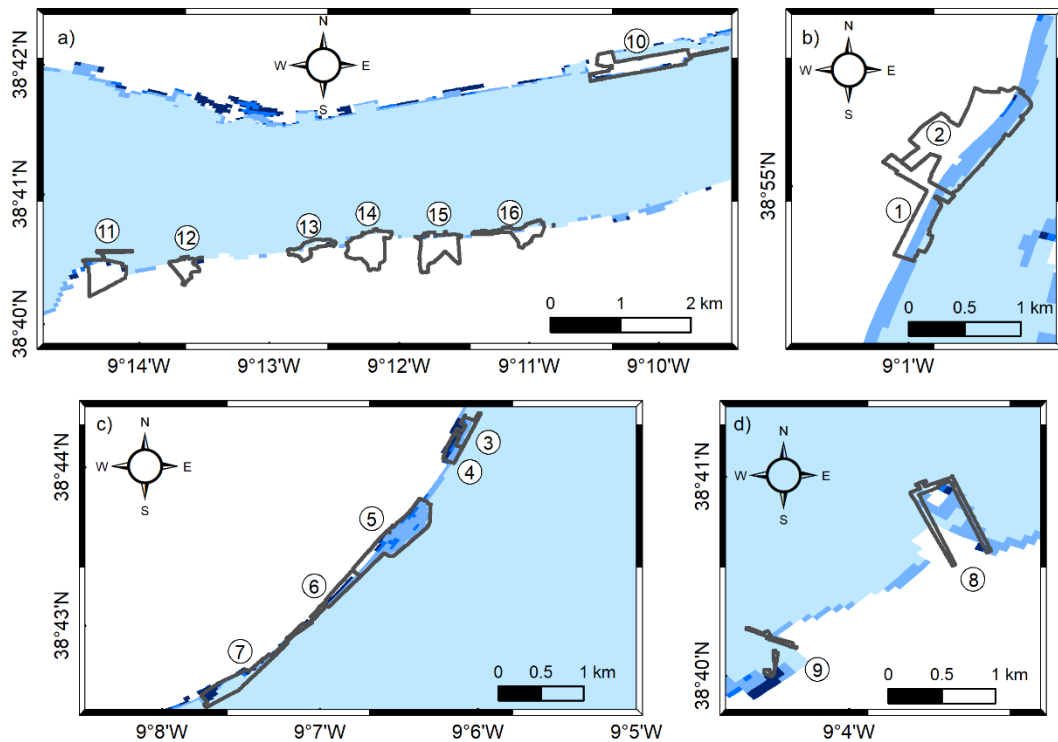 a)
N
W E
S
10
11
12
13
14
15
16
0 1 2 km
38°42'N
38°41'N
38°40'N
9°14'W 9°13'W 9°12'W 9°11'W 9°10'W
b)
N
W E
S
2
1
0 0.5 1 km
38°55'N
9°1'W
c)
N
W E
S
3
4
5
6
7
0 0.5 1 km
38°44'N
38°43'N
9°8'W 9°7'W 9°6'W 9°5'W
d)
N
W E
S
8
9
0 0.5 1 km
38°41'N
38°40'N
9°4'W